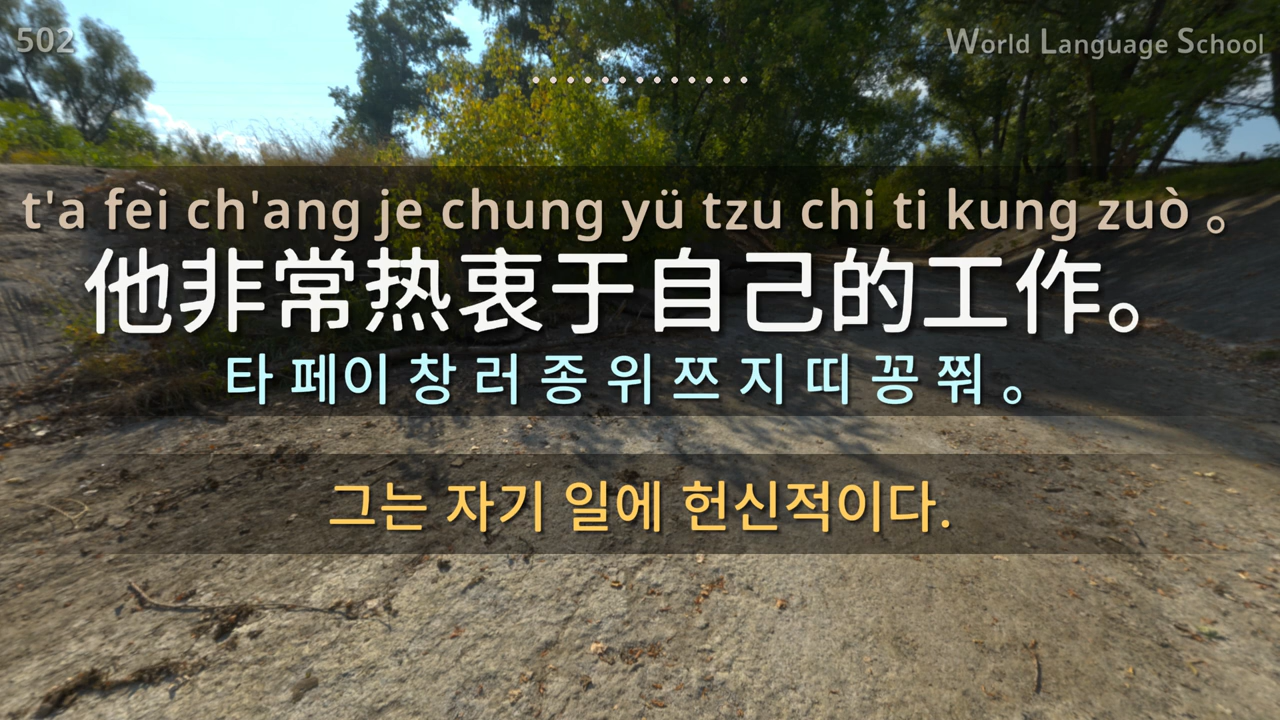 502
World Language School
t'a fei ch'ang je chung yü tzu chi ti kung zuò 。
他非常热衷于自己的工作。
타 페이 창 러 종 위 쯔 지 띠 꽁 쭤 。
그는 자기 일에 헌신적이다.